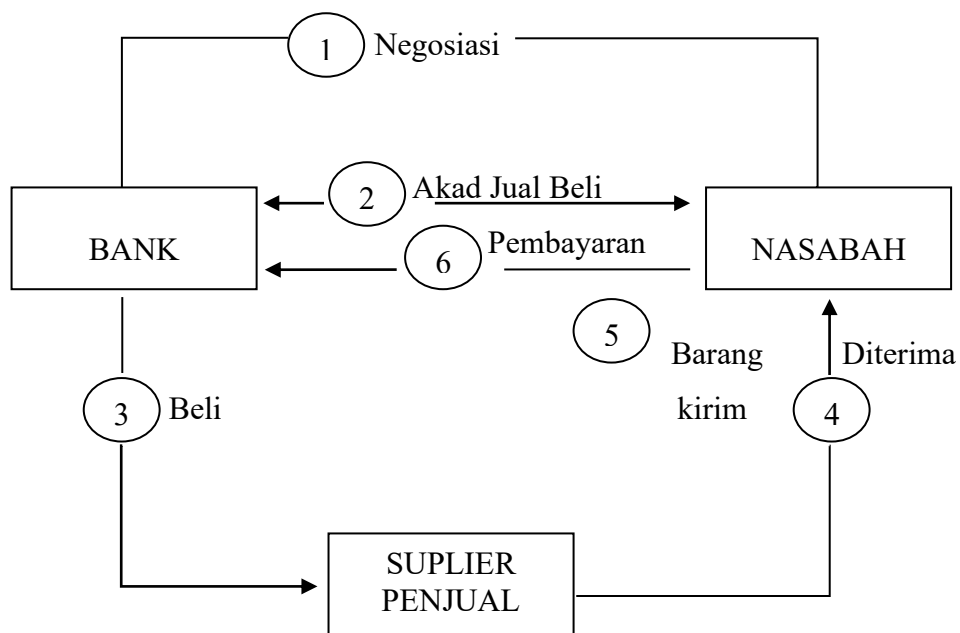 1 Negosiasi
2 Akad Jual Beli
BANK
6 Pembayaran
NASABAH
5 Barang Diterima
3 Beli
kirim 4
SUPLIER
PENJUAL